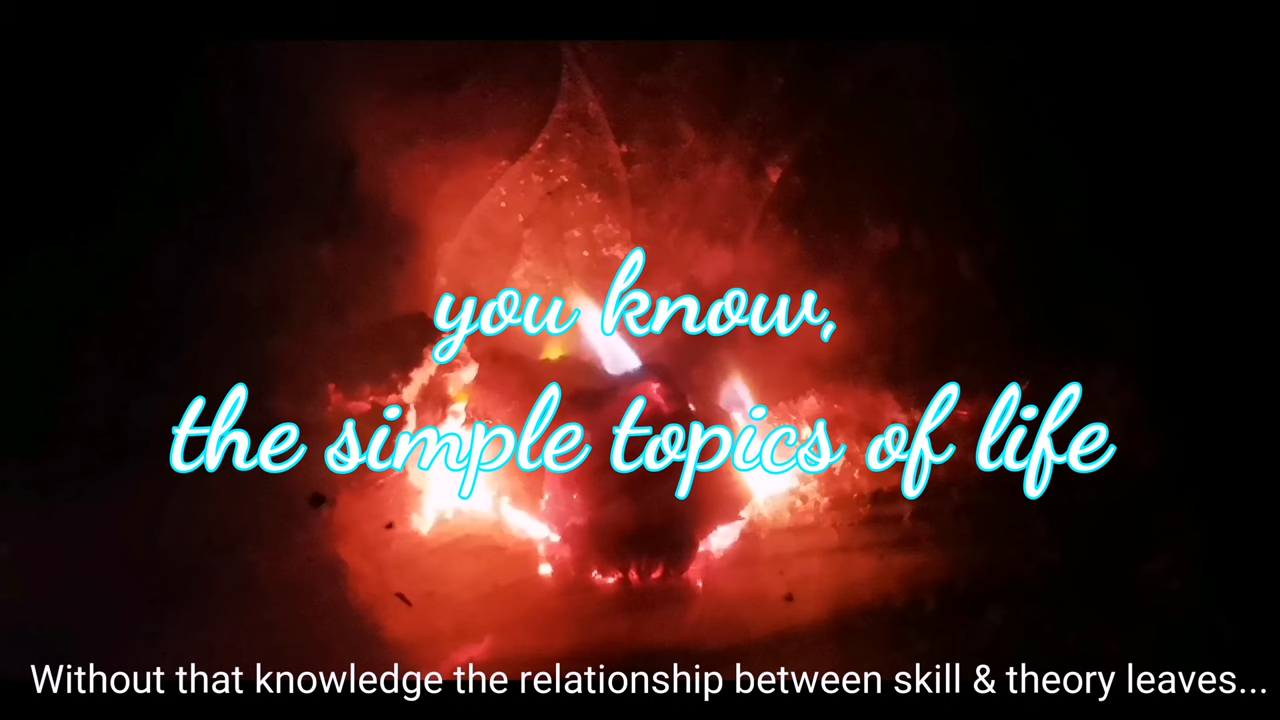 you know,
the simple topics of life
Without that knowledge the relationship between skill & theory leaves...